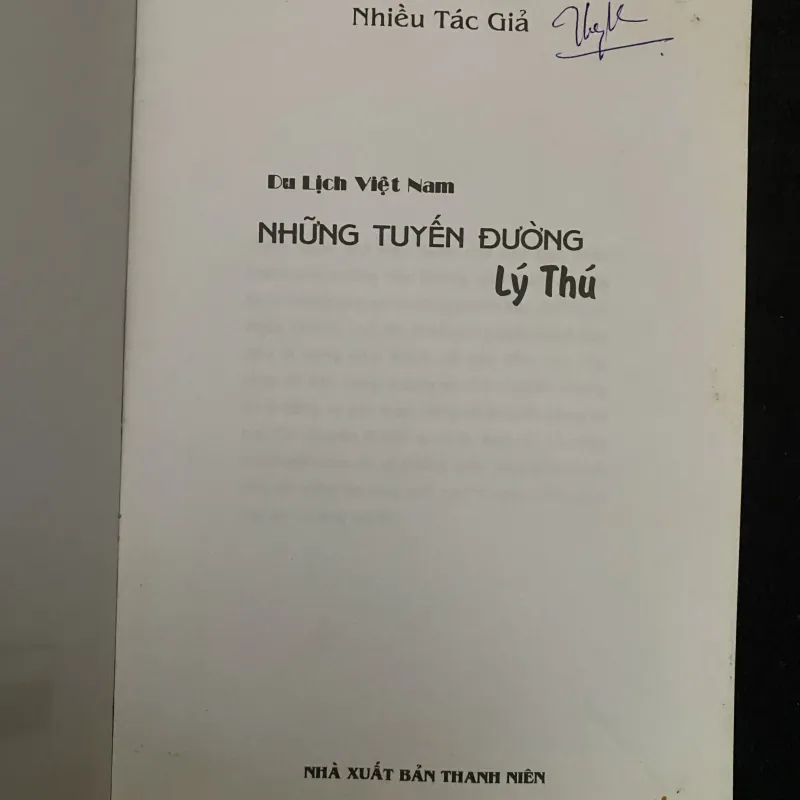 Nhiều Tác Giả
Du Lịch Việt Nam
NHỮNG TUYẾN ĐƯỜNG
Lý Thú
NHÀ XUẤT BẢN THANH NIÊN